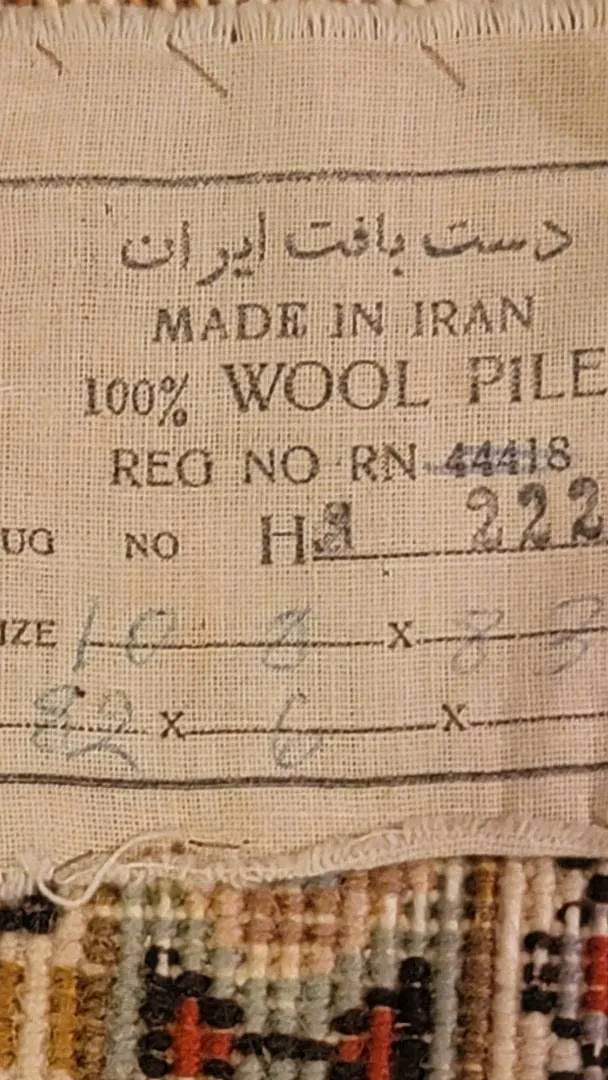 دست بافت ایران
MADE IN IRAN
100% WOOL PILE
REG NO RN 44418
UG NO H 222
IZE 10 8 X 8 3
82 X 6 X